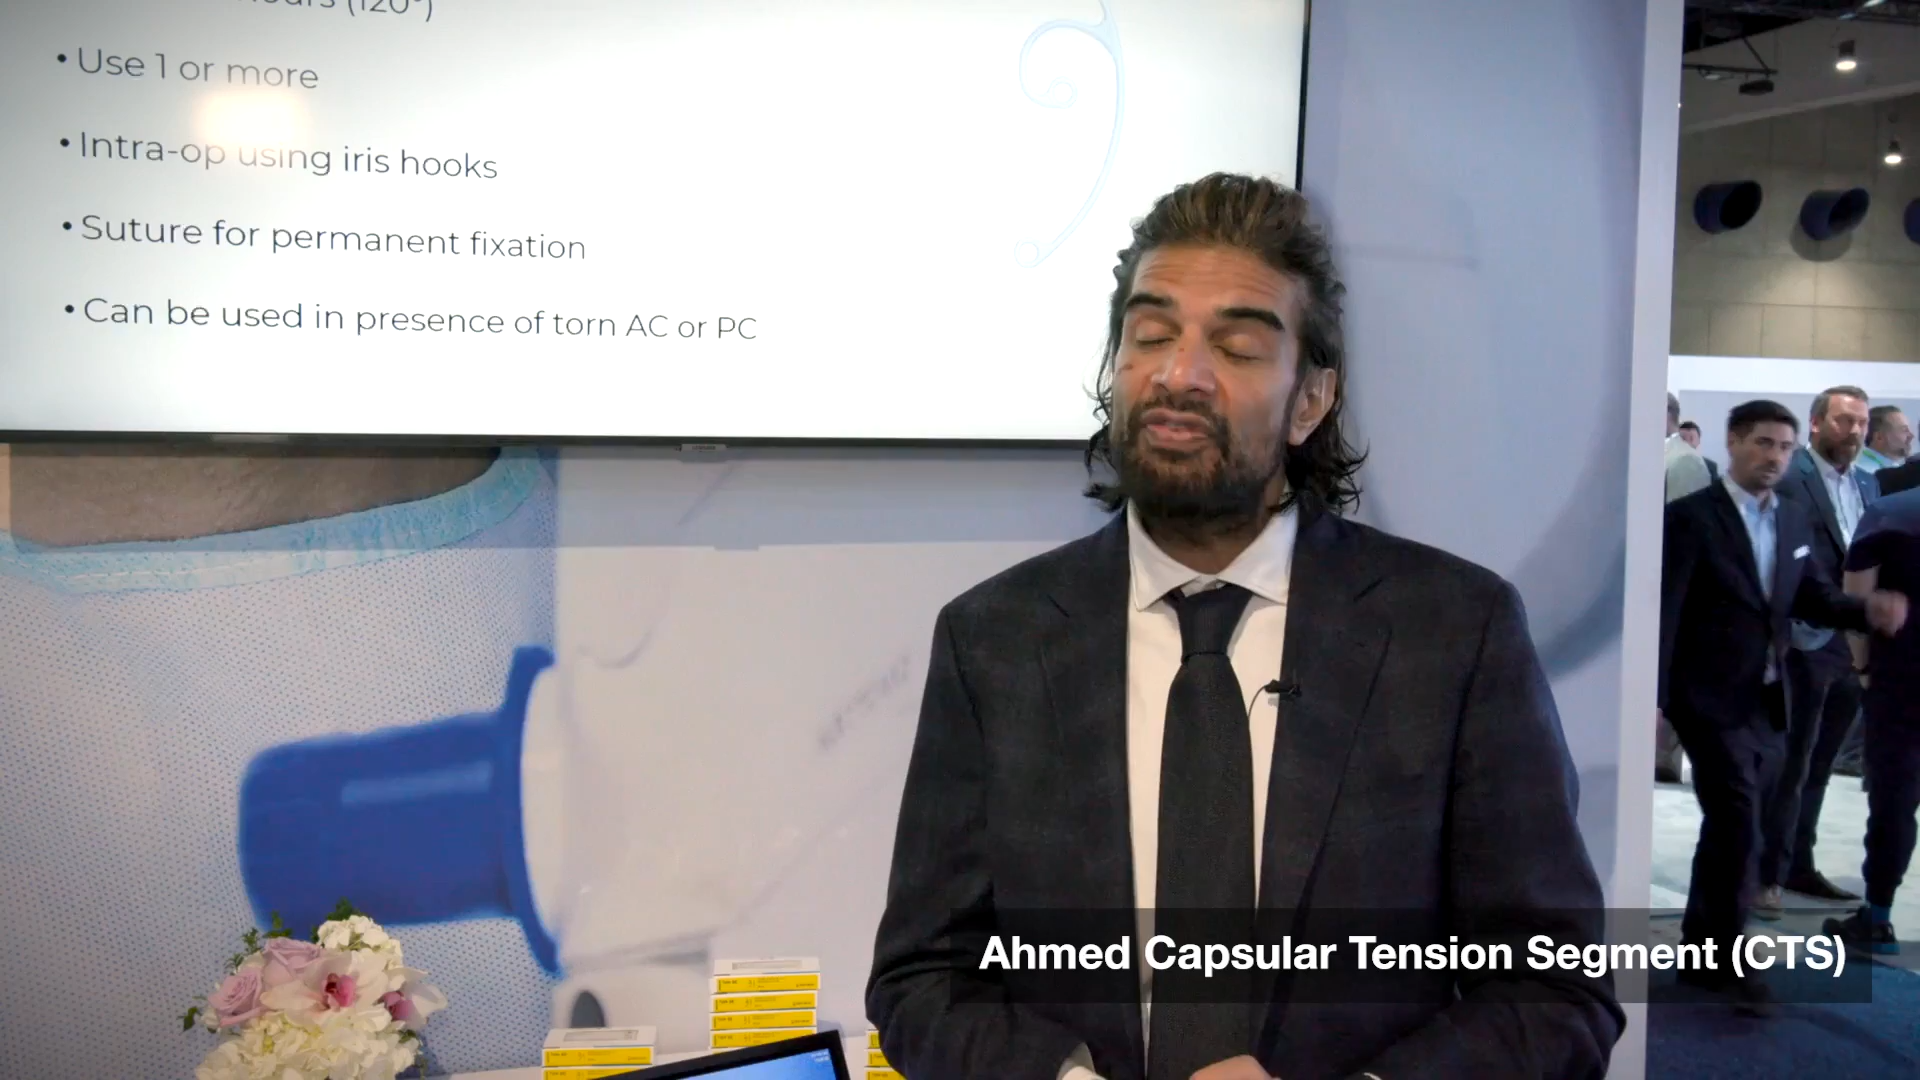 (120°)
• Use 1 or more
• Intra-op using iris hooks
• Suture for permanent fixation
• Can be used in presence of torn AC or PC
Ahmed Capsular Tension Segment (CTS)